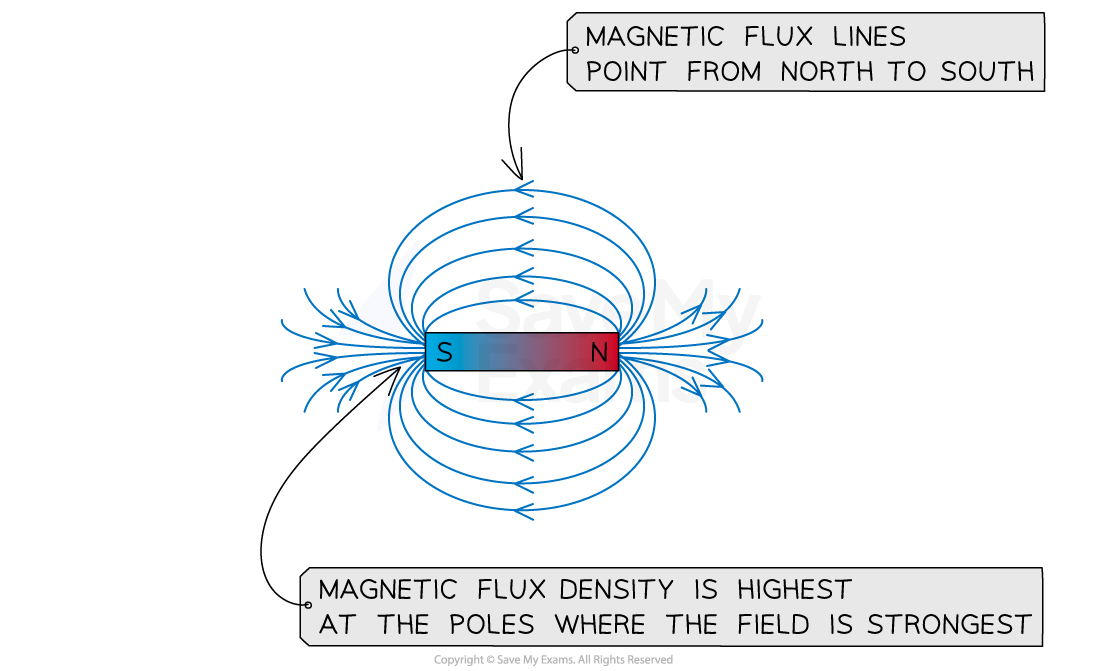 MAGNETIC FLUX LINES
POINT FROM NORTH TO SOUTH
Save My
Exams
S N
MAGNETIC FLUX DENSITY IS HIGHEST
AT THE POLES WHERE THE FIELD IS STRONGEST
Copyright © Save My Exams. All Rights Reserved